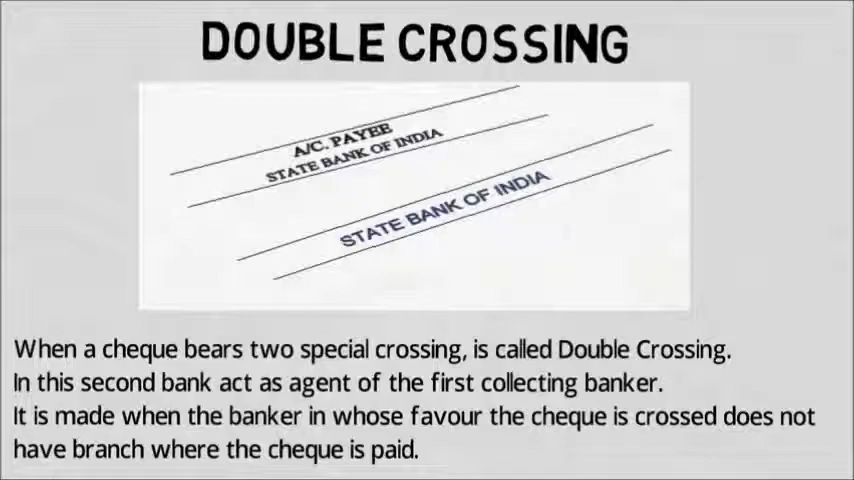 DOUBLE CROSSING
A/C. PAYEE
STATE BANK OF INDIA
STATE BANK OF INDIA
When a cheque bears two special crossing, is called Double Crossing.
In this second bank act as agent of the first collecting banker.
It is made when the banker in whose favour the cheque is crossed does not
have branch where the cheque is paid.